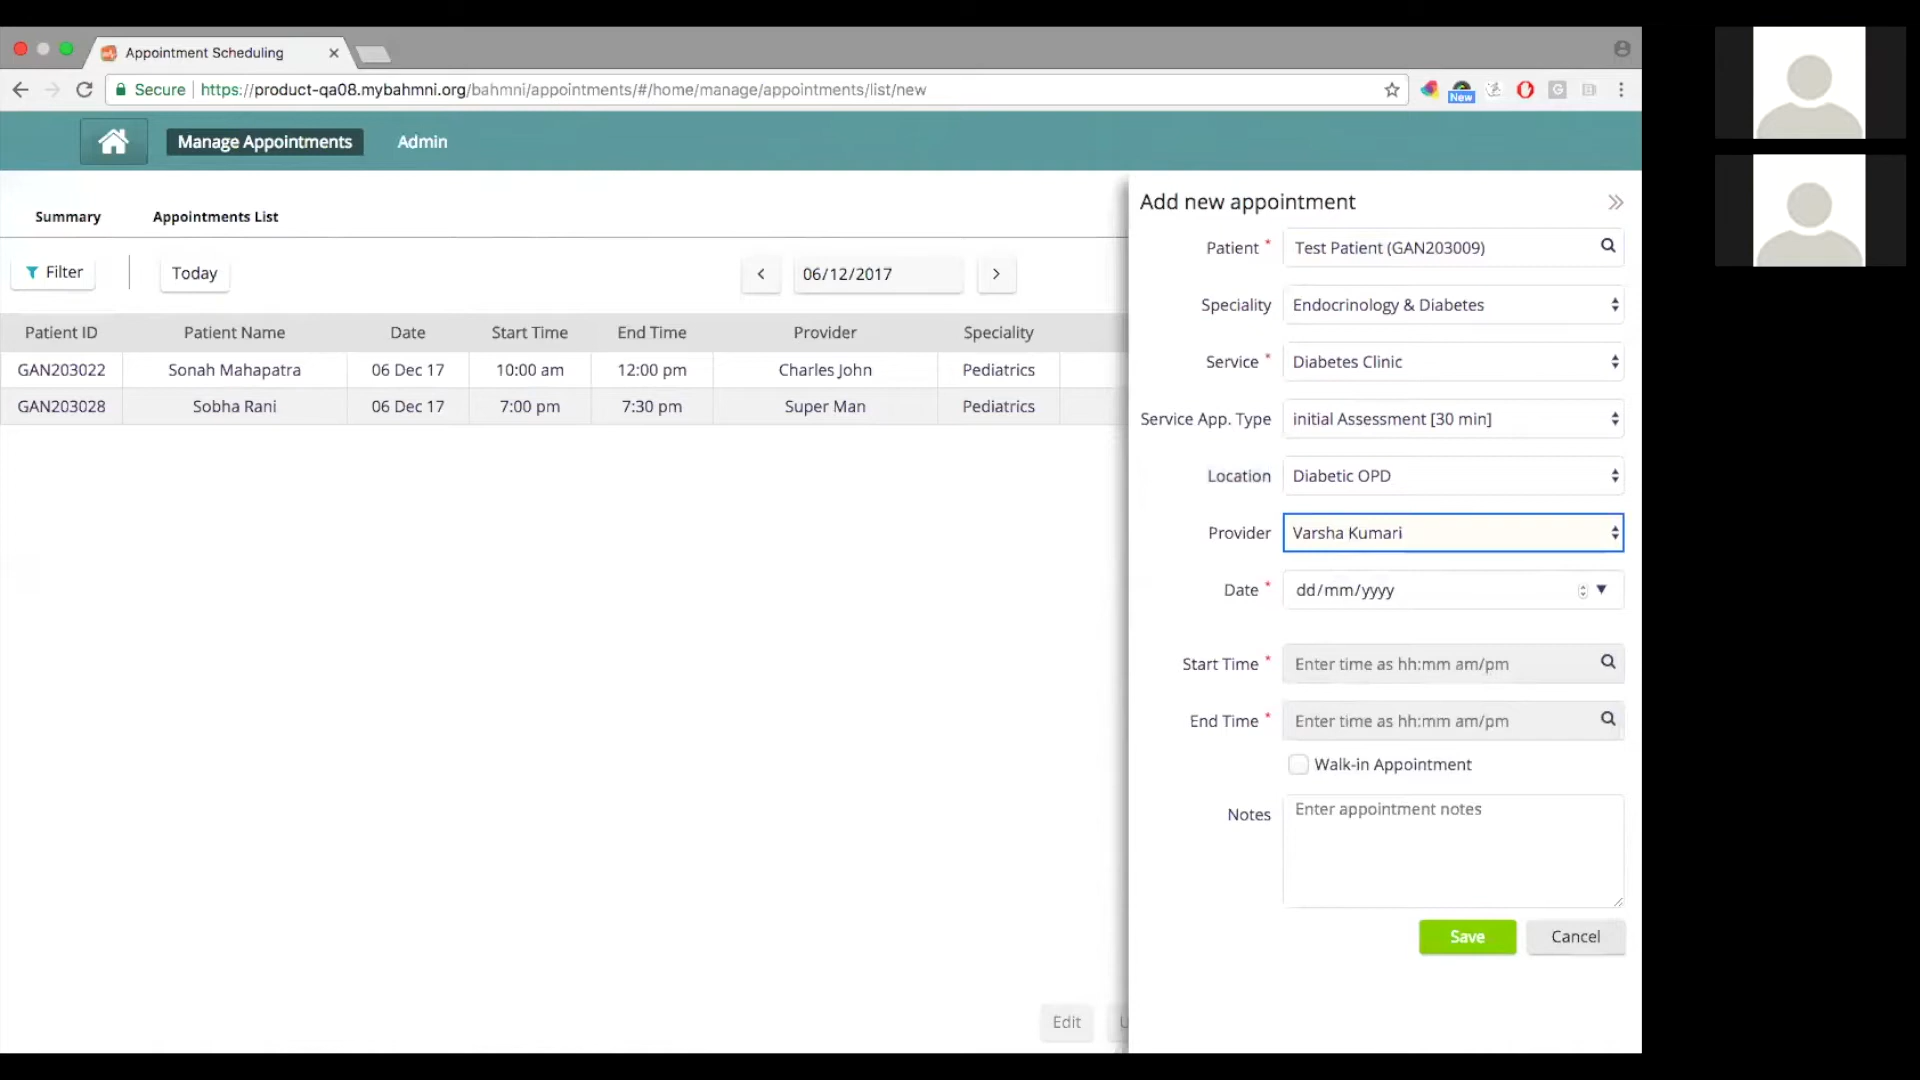 Appointment Scheduling
Secure https://product-qa08.mybahmni.org/bahmni/appointments/#/home/manage/appointments/list/new
New
Manage Appointments Admin
Summary Appointments List
Filter Today 06/12/2017
Patient ID Patient Name Date Start Time End Time Provider Speciality
GAN203022 Sonah Mahapatra 06 Dec 17 10:00 am 12:00 pm Charles John Pediatrics
GAN203028 Sobha Rani 06 Dec 17 7:00 pm 7:30 pm Super Man Pediatrics
Edit U
Add new appointment
Patient * Test Patient (GAN203009)
Speciality Endocrinology & Diabetes
Service * Diabetes Clinic
Service App. Type initial Assessment [30 min]
Location Diabetic OPD
Provider Varsha Kumari
Date * dd/mm/yyyy
Start Time * Enter time as hh:mm am/pm
End Time * Enter time as hh:mm am/pm
Walk-in Appointment
Notes Enter appointment notes
Save Cancel